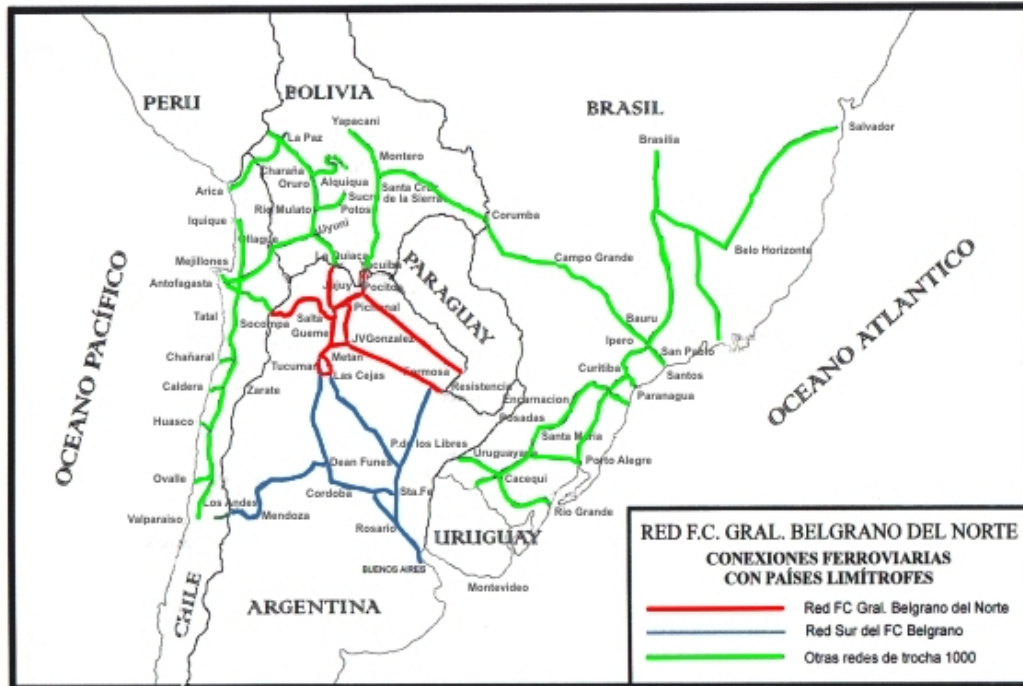 PERU
BOLIVIA
BRASIL
Yapacani
La Paz
Montero
Brasilia
Salvador
Charaña
Oruro
Alquiqua
Sucr
Santa Cruz
de la Sierra
Arica
Rio Mulato
Potos
Corumba
Iquique
Uyuni
Ollague
Belo Horizonte
Mejillones
La Quiaca
Yacuiba
PARAGUAY
Campo Grande
Antofagasta
Jujuy
Pocitos
Pichanal
Tatal
Socompa
Salta
Gueme
JVGonzalez
Bauru
Ipero
San Pablo
Chañaral
Metan
Tucuman
Las Cejas
Formosa
Resistencia
Curitiba
Santos
Caldera
Zarate
Encarnacion
Paranagua
Posadas
Huasco
P.de los Libres
Santa Maria
Uruguayana
Porto Alegre
Dean Funes
Cacequi
Ovalle
Los Andes
Cordoba
Sta.Fe
Valparaiso
Mendoza
Rosario
Rio Grande
URUGUAY
BUENOS AIRES
Montevideo
CHILE
ARGENTINA
OCEANO PACÍFICO
OCEANO ATLANTICO
RED F.C. GRAL. BELGRANO DEL NORTE
CONEXIONES FERROVIARIAS
CON PAÍSES LIMÍTROFES
Red FC Gral. Belgrano del Norte
Red Sur del FC Belgrano
Otras redes de trocha 1000